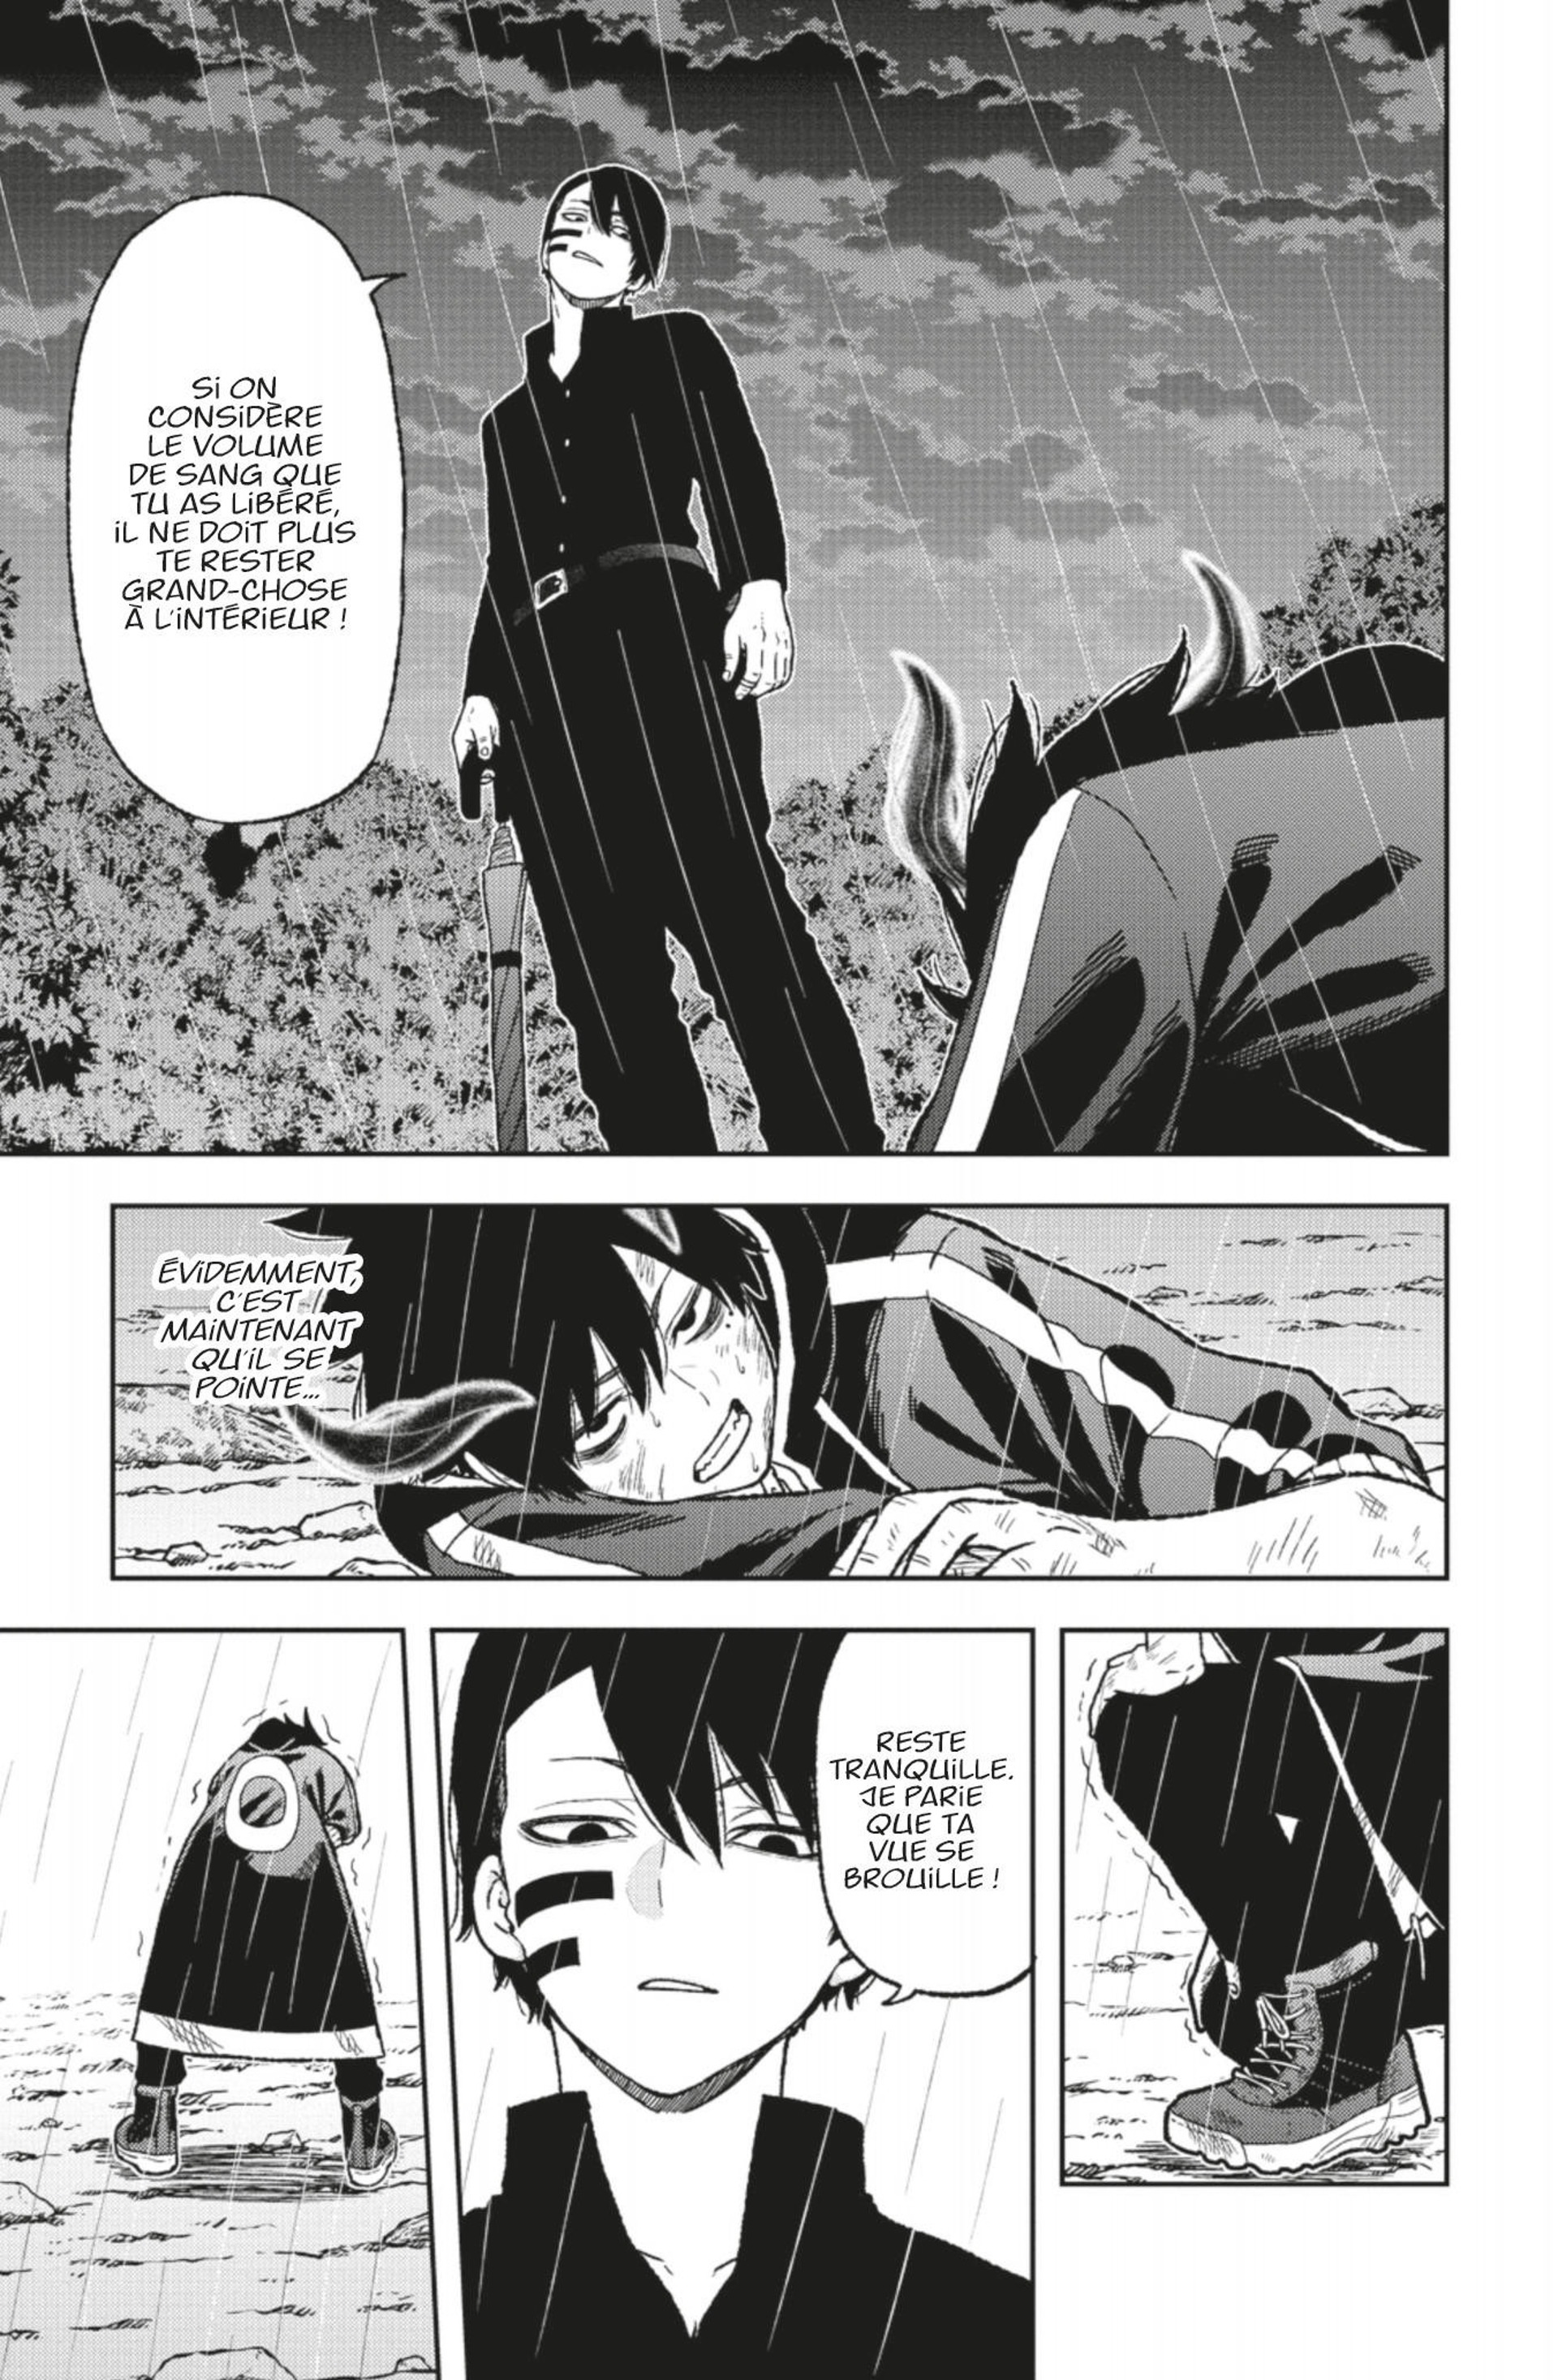 Si ON
CONSiDÈRE
LE VOLUME
DE SANG QUE
TU AS LiBÉRÉ,
iL NE DOiT PLUS
TE RESTER
GRAND-CHOSE
À L'iNTÉRiEUR !
ÉViDEMMENT,
C'EST
MAiNTENANT
QU'iL SE
POiNTE...
RESTE
TRANQUiLLE.
JE PARiE
QUE TA
VUE SE
BROUiLLE !